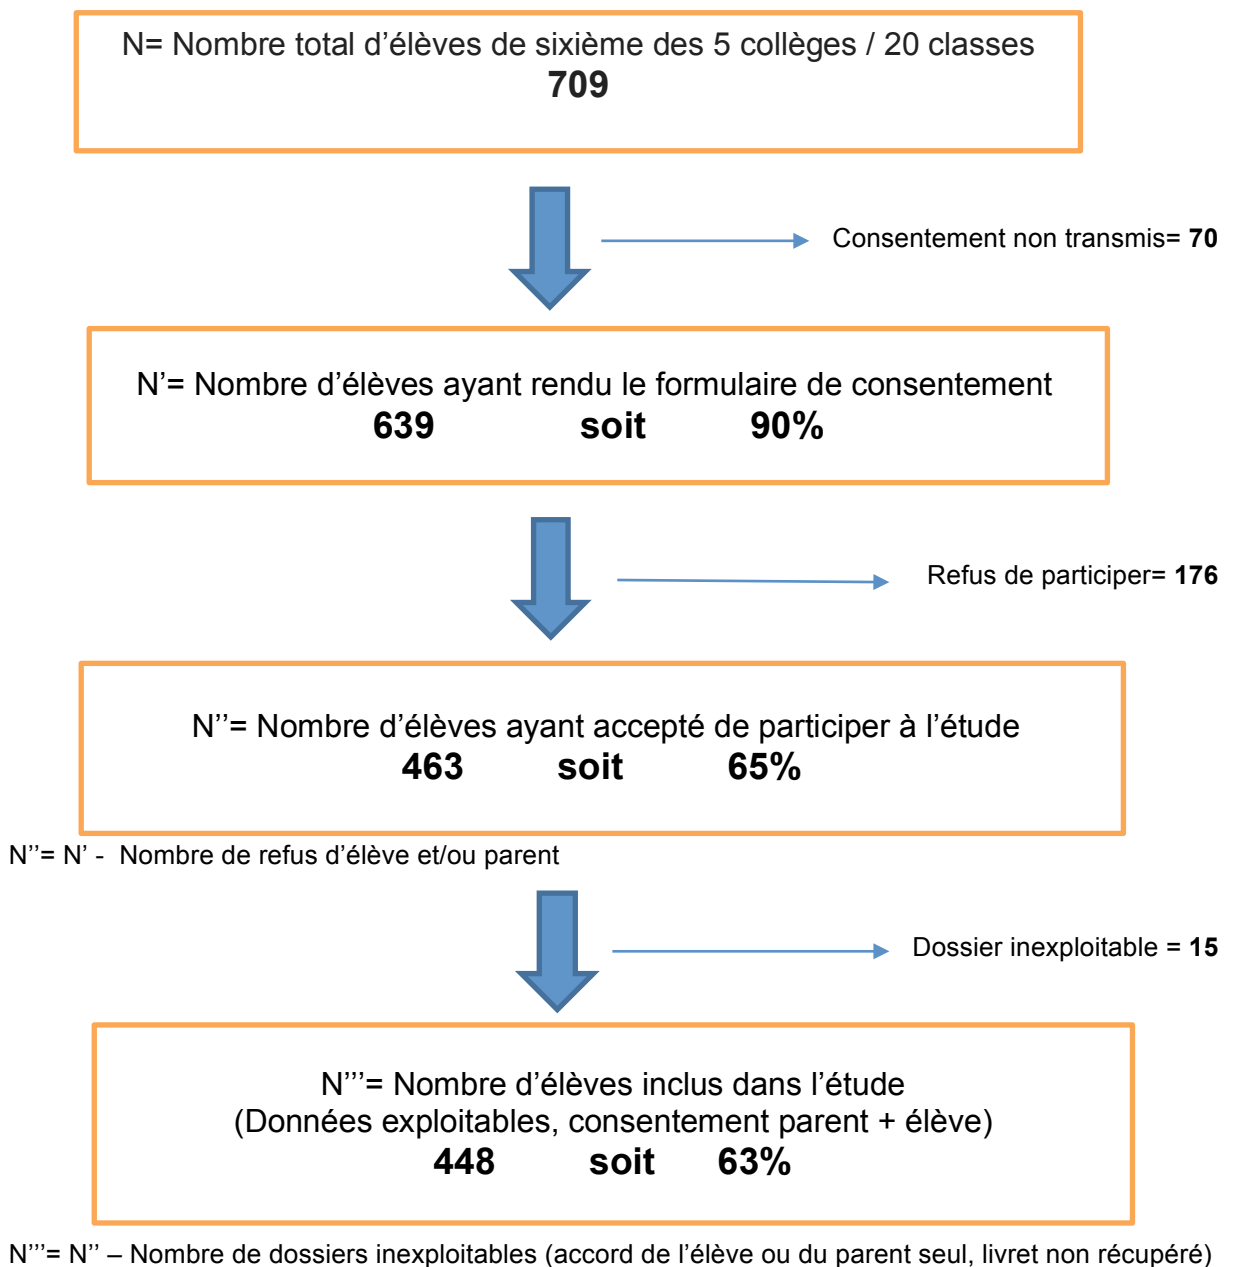 N= Nombre total d’élèves de sixième des 5 collèges / 20 classes
709
Consentement non transmis= 70
N’= Nombre d’élèves ayant rendu le formulaire de consentement
639 soit 90%
Refus de participer= 176
N’’= Nombre d’élèves ayant accepté de participer à l’étude
463 soit 65%
N’’= N’ - Nombre de refus d’élève et/ou parent
Dossier inexploitable = 15
N’’’= Nombre d’élèves inclus dans l’étude
(Données exploitables, consentement parent + élève)
448 soit 63%
N’’’= N’’ – Nombre de dossiers inexploitables (accord de l’élève ou du parent seul, livret non récupéré)